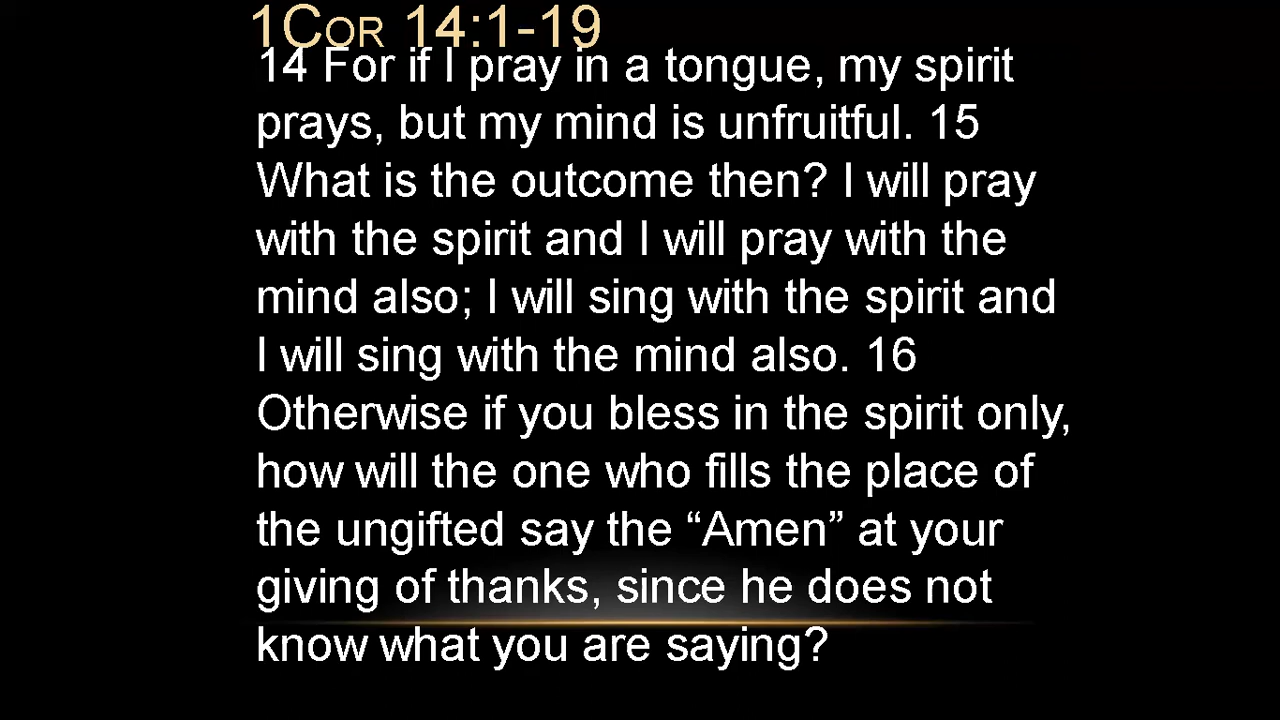 1Cor 14:1-19
14 For if I pray in a tongue, my spirit
prays, but my mind is unfruitful. 15
What is the outcome then? I will pray
with the spirit and I will pray with the
mind also; I will sing with the spirit and
I will sing with the mind also. 16
Otherwise if you bless in the spirit only,
how will the one who fills the place of
the ungifted say the “Amen” at your
giving of thanks, since he does not
know what you are saying?